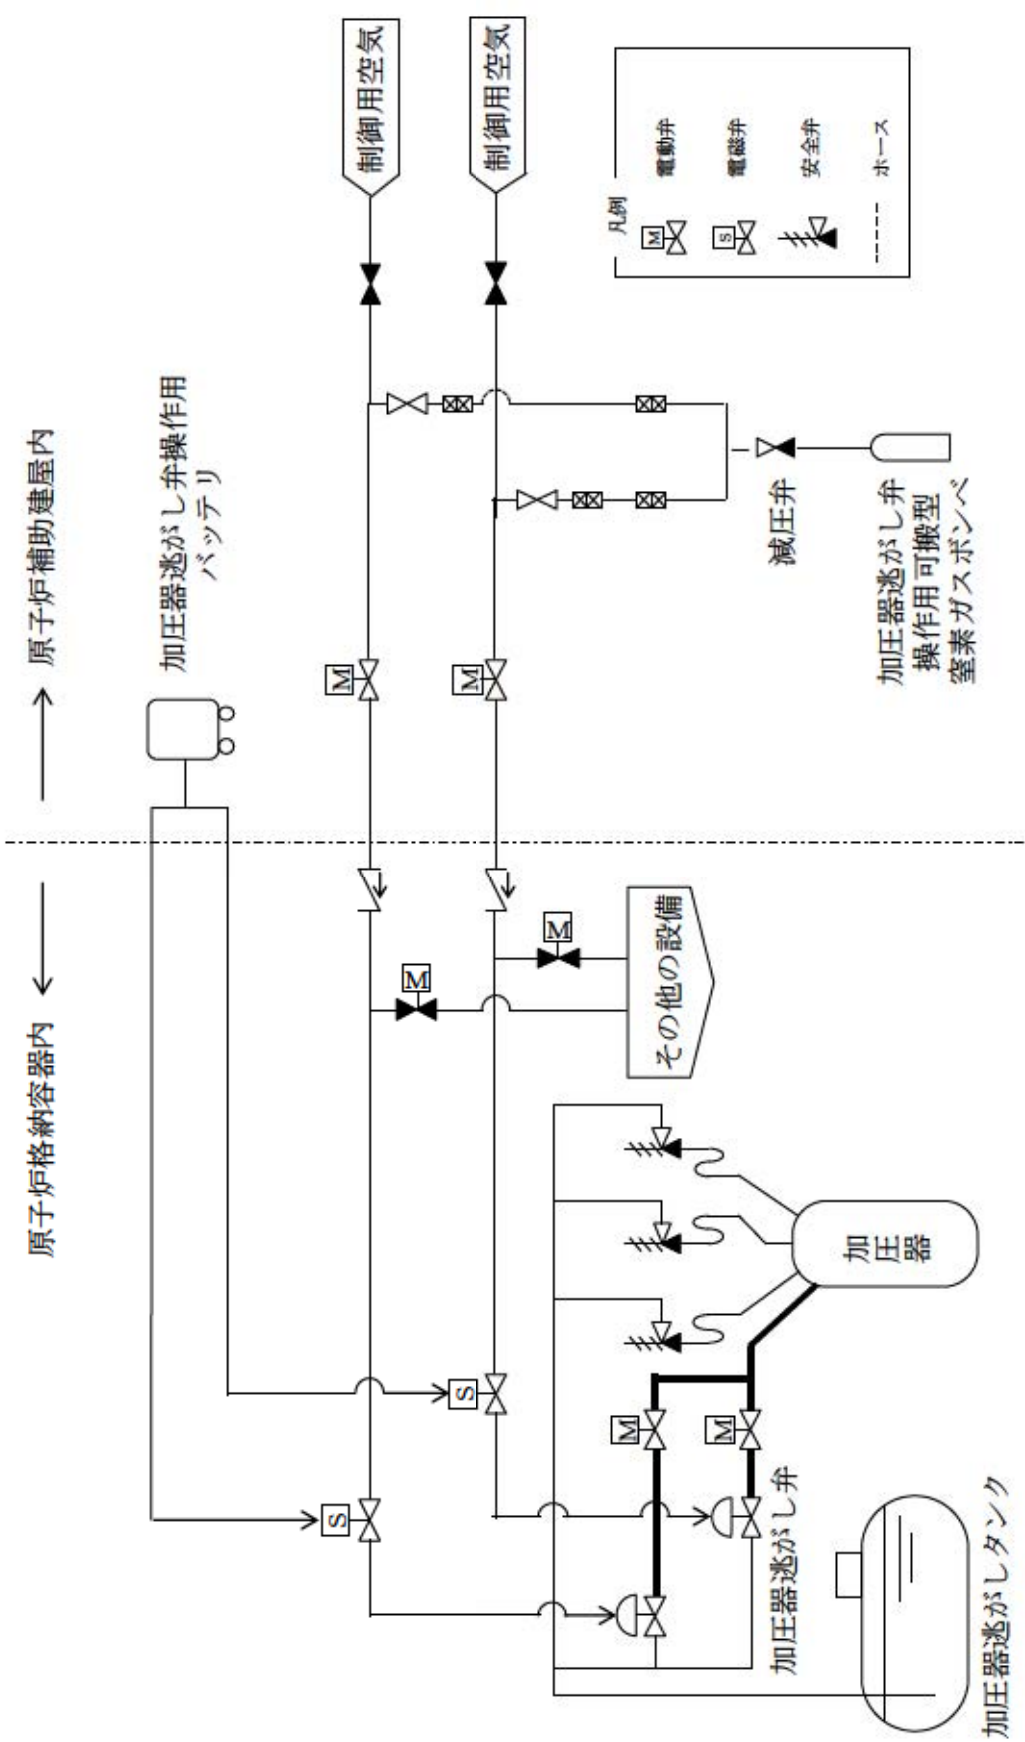 原子炉格納容器内
原子炉補助建屋内
加圧器逃がし弁操作用
バッテリ
制御用空気
制御用空気
M
M
M
M
S
S
M
M
その他の設備
減圧弁
加圧器逃がし弁
操作用可搬型
窒素ガスボンベ
加圧器
加圧器逃がし弁
加圧器逃がしタンク
凡例
M
電動弁
S
電磁弁
安全弁
ホース